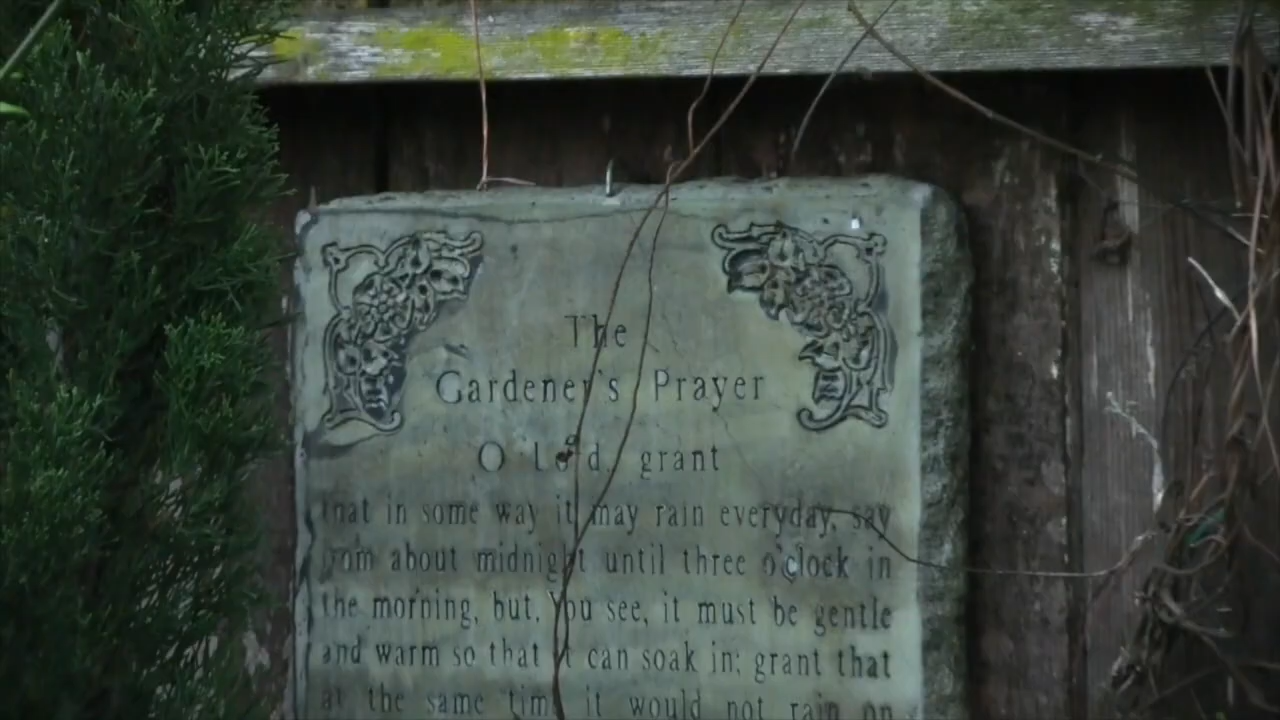 The
Gardener's Prayer
O Lord, grant
that in some way it may rain everyday, say
from about midnight until three o'clock in
the morning, but, You see, it must be gentle
and warm so that it can soak in; grant that
at the same time it would not rain on